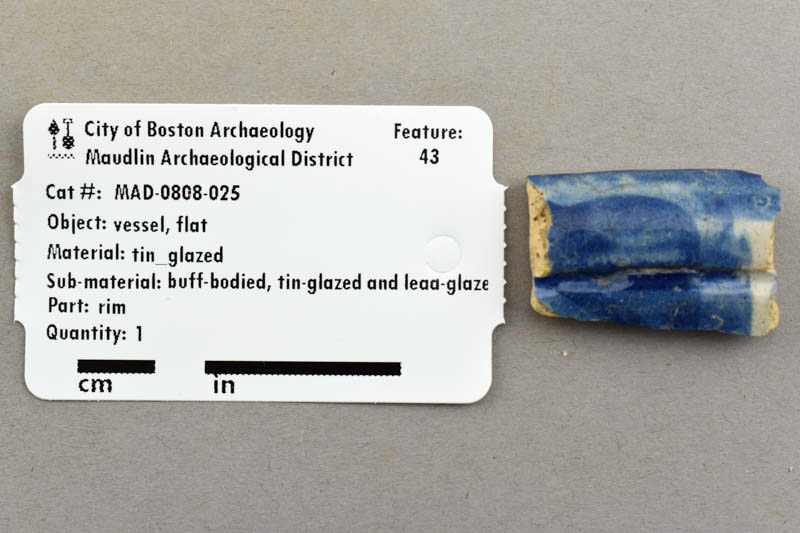 City of Boston Archaeology
Maudlin Archaeological District
Feature:
43
Cat #: MAD-0808-025
Object: vessel, flat
Material: tin_glazed
Sub-material: buff-bodied, tin-glazed and lead-glaze
Part: rim
Quantity: 1
cm
in